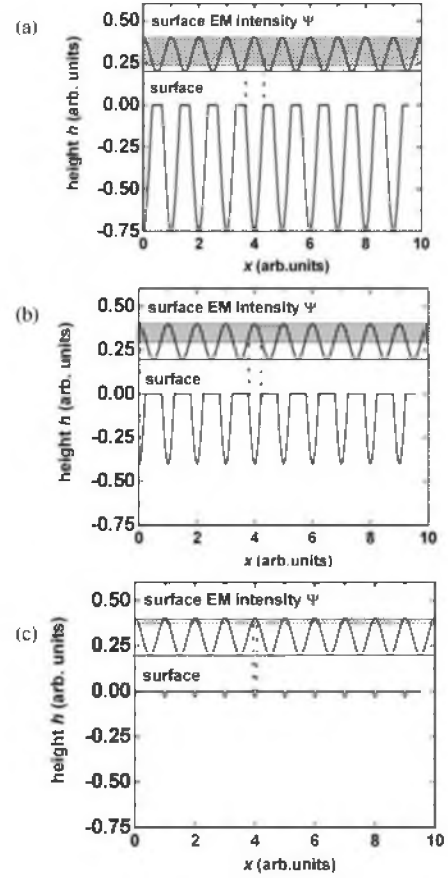 (a)
surface EM intensity Ψ
surface
height h (arb. units)
0.50
0.25
0.00
-0.25
-0.50
-0.75
0 2 4 6 8 10
x (arb.units)
(b)
surface EM Intensity Ψ
surface
height h (arb. units)
0.50
0.25
0.00
-0.25
-0.50
-0.75
0 2 4 6 8 10
x (arb.units)
(c)
surface EM intensity Ψ
surface
height h (arb. units)
0.50
0.25
0.00
-0.25
-0.50
-0.75
0 2 4 6 8 10
x (arb.units)